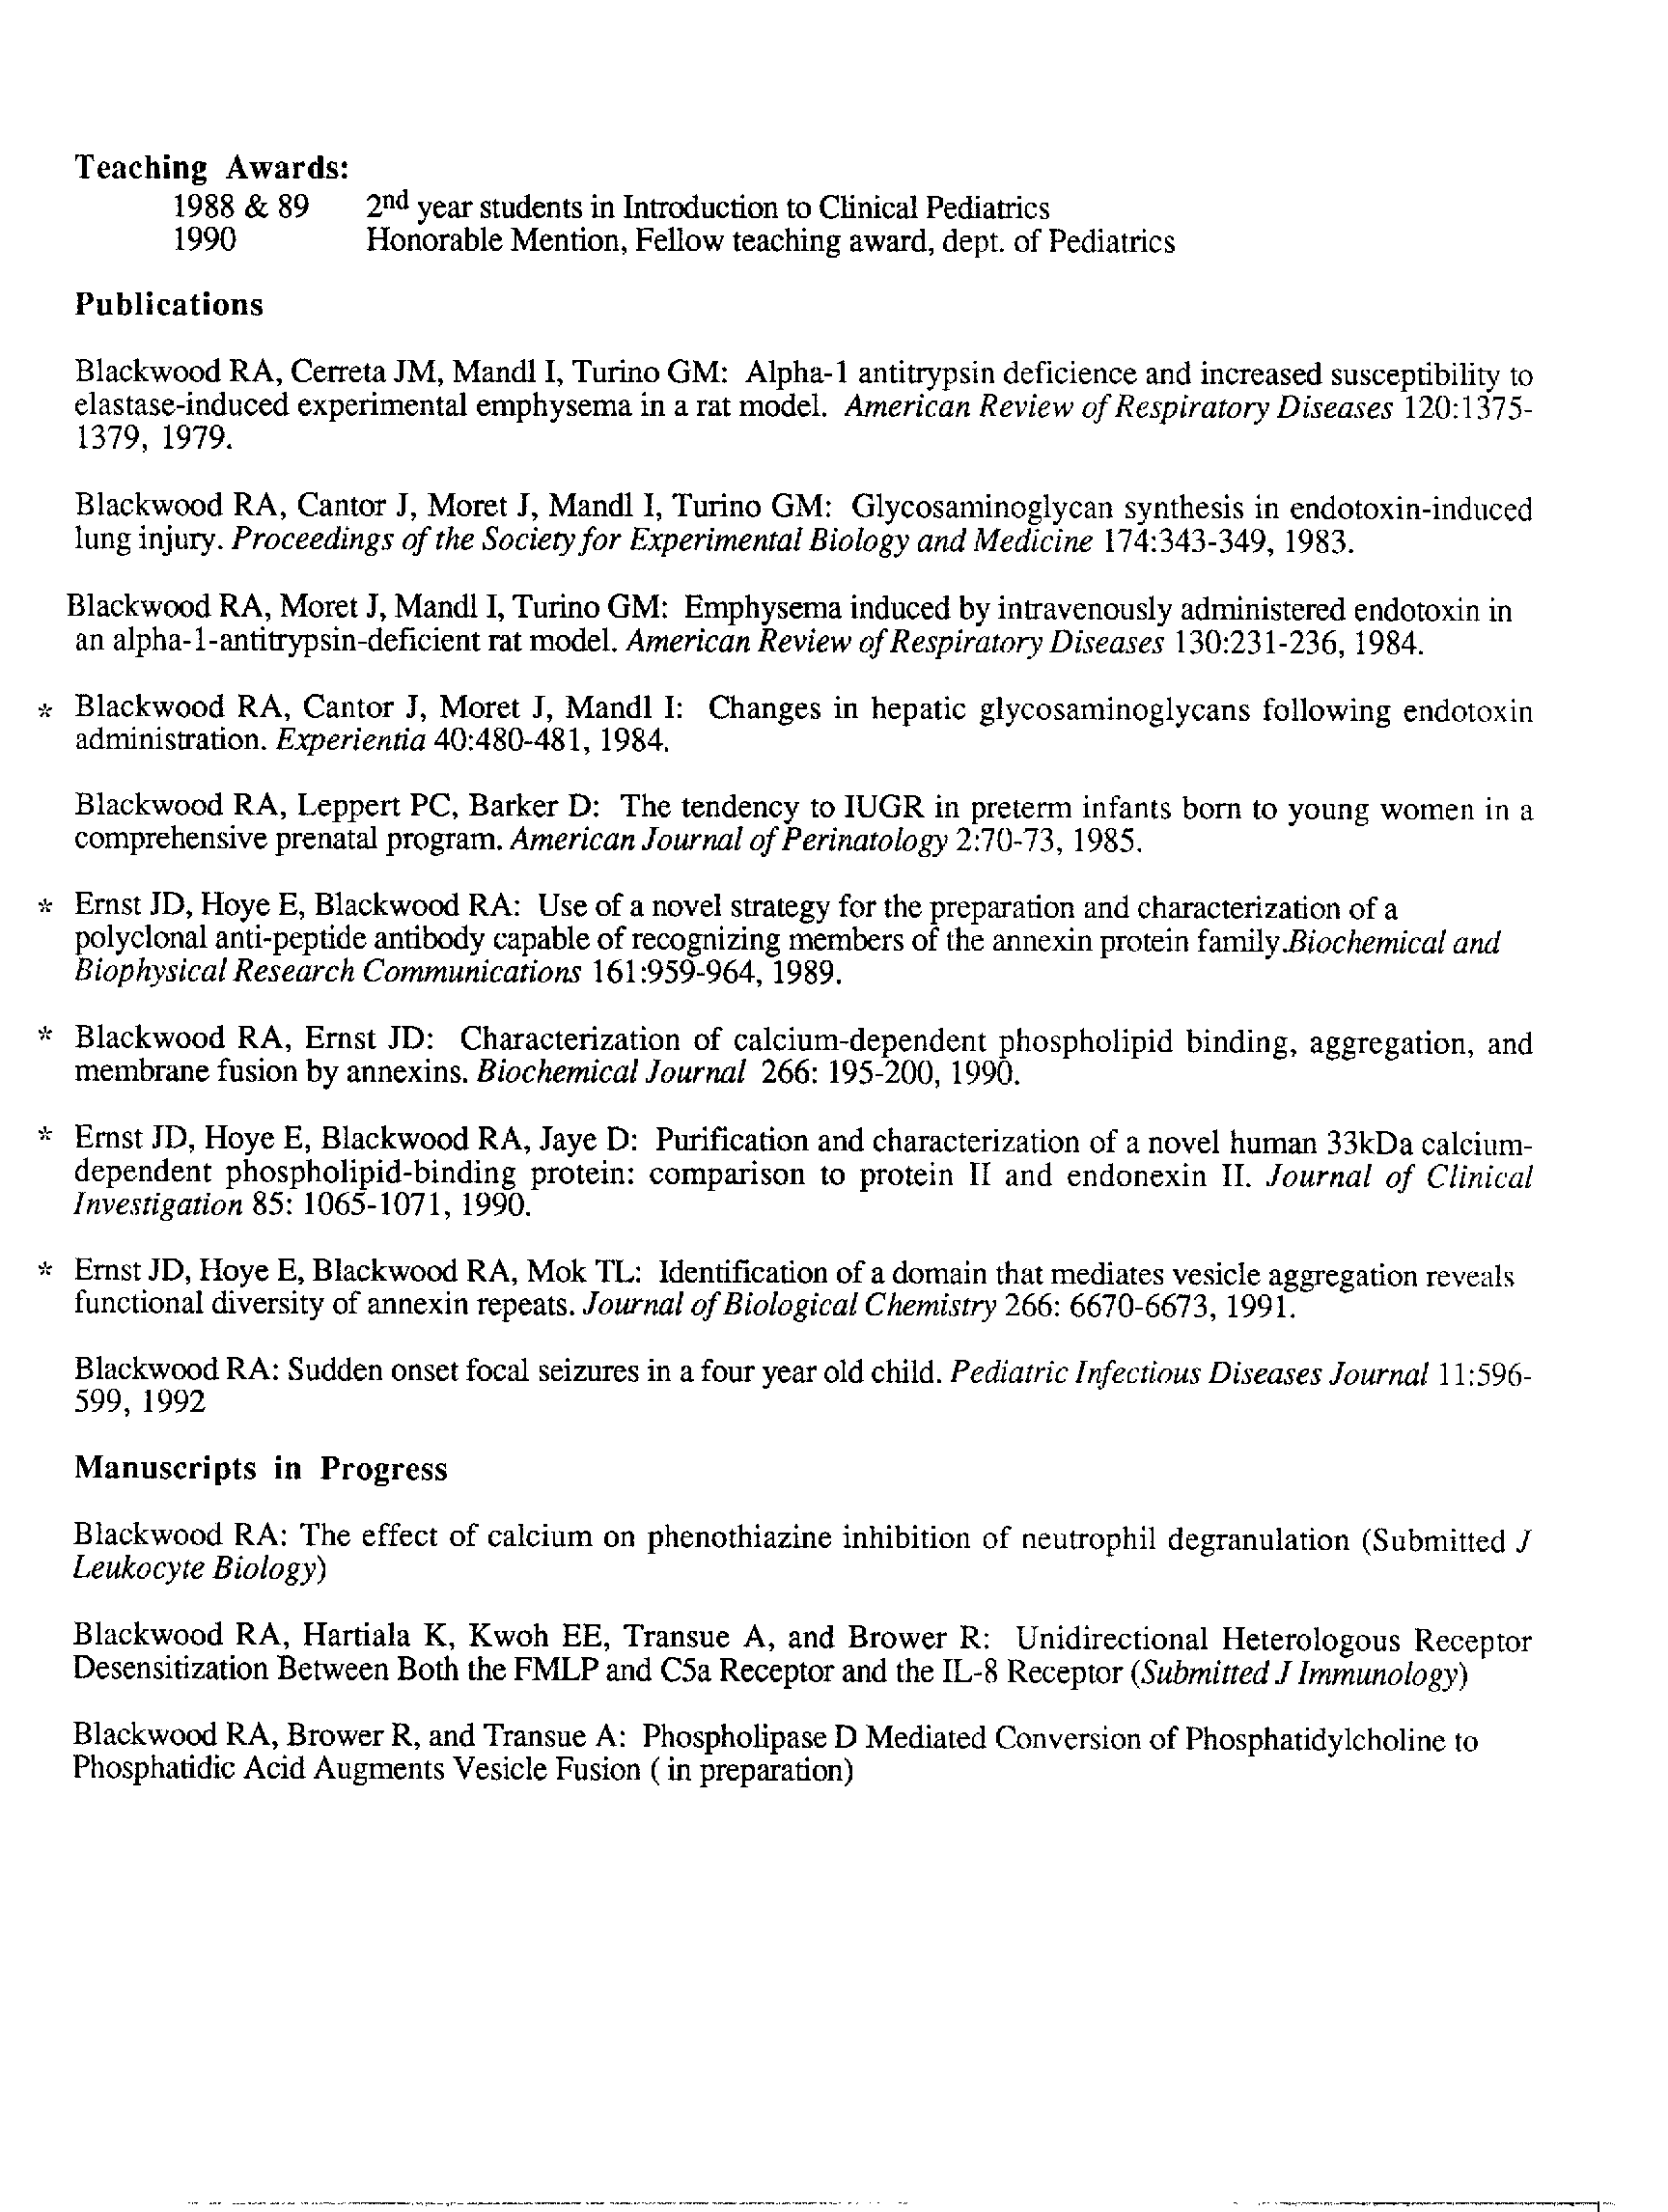 Teaching Awards:
1988 & 89 2nd year students in Introduction to Clinical Pediatrics
1990 Honorable Mention, Fellow teaching award, dept. of Pediatrics
Publications
Blackwood RA, Cerreta JM, Mandl I, Turino GM: Alpha-1 antitrypsin deficience and increased susceptibility to
elastase-induced experimental emphysema in a rat model. American Review of Respiratory Diseases 120:1375-
1379, 1979.
Blackwood RA, Cantor J, Moret J, Mandl I, Turino GM: Glycosaminoglycan synthesis in endotoxin-induced
lung injury. Proceedings of the Society for Experimental Biology and Medicine 174:343-349, 1983.
Blackwood RA, Moret J, Mandl I, Turino GM: Emphysema induced by intravenously administered endotoxin in
an alpha-1-antitrypsin-deficient rat model. American Review of Respiratory Diseases 130:231-236, 1984.
* Blackwood RA, Cantor J, Moret J, Mandl I: Changes in hepatic glycosaminoglycans following endotoxin
administration. Experientia 40:480-481, 1984.
Blackwood RA, Leppert PC, Barker D: The tendency to IUGR in preterm infants born to young women in a
comprehensive prenatal program. American Journal of Perinatology 2:70-73, 1985.
* Ernst JD, Hoye E, Blackwood RA: Use of a novel strategy for the preparation and characterization of a
polyclonal anti-peptide antibody capable of recognizing members of the annexin protein family.Biochemical and
Biophysical Research Communications 161:959-964, 1989.
* Blackwood RA, Ernst JD: Characterization of calcium-dependent phospholipid binding, aggregation, and
membrane fusion by annexins. Biochemical Journal 266: 195-200, 1990.
* Ernst JD, Hoye E, Blackwood RA, Jaye D: Purification and characterization of a novel human 33kDa calcium-
dependent phospholipid-binding protein: comparison to protein II and endonexin II. Journal of Clinical
Investigation 85: 1065-1071, 1990.
* Ernst JD, Hoye E, Blackwood RA, Mok TL: Identification of a domain that mediates vesicle aggregation reveals
functional diversity of annexin repeats. Journal of Biological Chemistry 266: 6670-6673, 1991.
Blackwood RA: Sudden onset focal seizures in a four year old child. Pediatric Infectious Diseases Journal 11:596-
599, 1992
Manuscripts in Progress
Blackwood RA: The effect of calcium on phenothiazine inhibition of neutrophil degranulation (Submitted J
Leukocyte Biology)
Blackwood RA, Hartiala K, Kwoh EE, Transue A, and Brower R: Unidirectional Heterologous Receptor
Desensitization Between Both the FMLP and C5a Receptor and the IL-8 Receptor (Submitted J Immunology)
Blackwood RA, Brower R, and Transue A: Phospholipase D Mediated Conversion of Phosphatidylcholine to
Phosphatidic Acid Augments Vesicle Fusion ( in preparation)